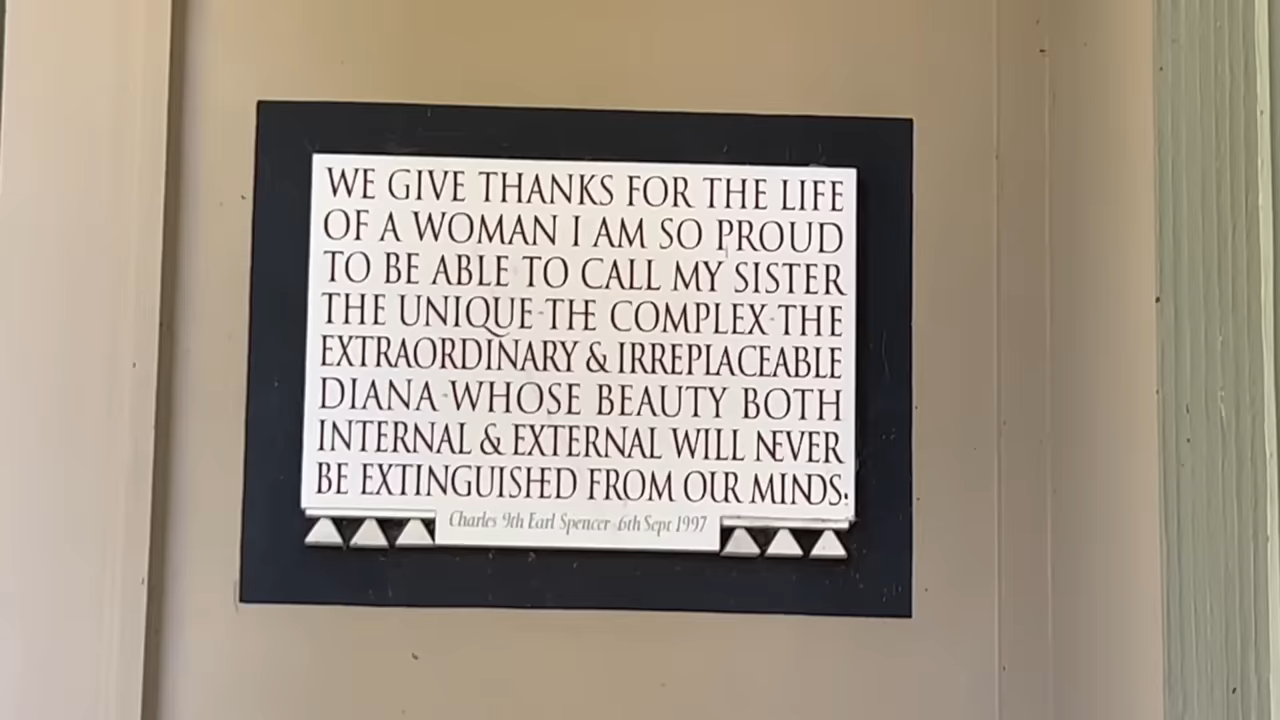 WE GIVE THANKS FOR THE LIFE
OF A WOMAN I AM SO PROUD
TO BE ABLE TO CALL MY SISTER
THE UNIQUE·THE COMPLEX·THE
EXTRAORDINARY & IRREPLACEABLE
DIANA·WHOSE BEAUTY BOTH
INTERNAL & EXTERNAL WILL NEVER
BE EXTINGUISHED FROM OUR MINDS·
Charles 9th Earl Spencer 6th Sept 1997